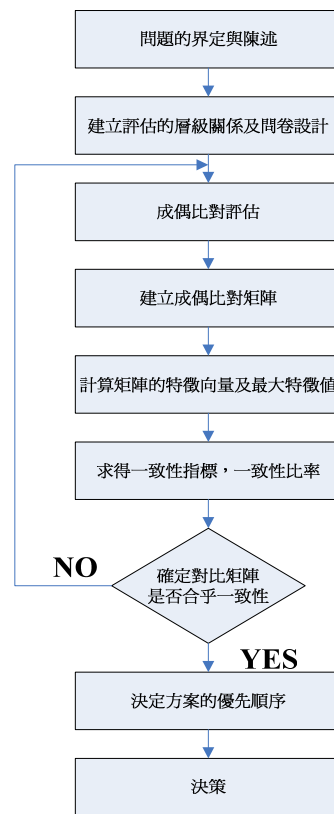 問題的界定與陳述
建立評估的層級關係及問卷設計
成偶比對評估
建立成偶比對矩陣
計算矩陣的特徵向量及最大特徵值
求得一致性指標，一致性比率
NO
確定對比矩陣
是否合乎一致性
YES
決定方案的優先順序
決策